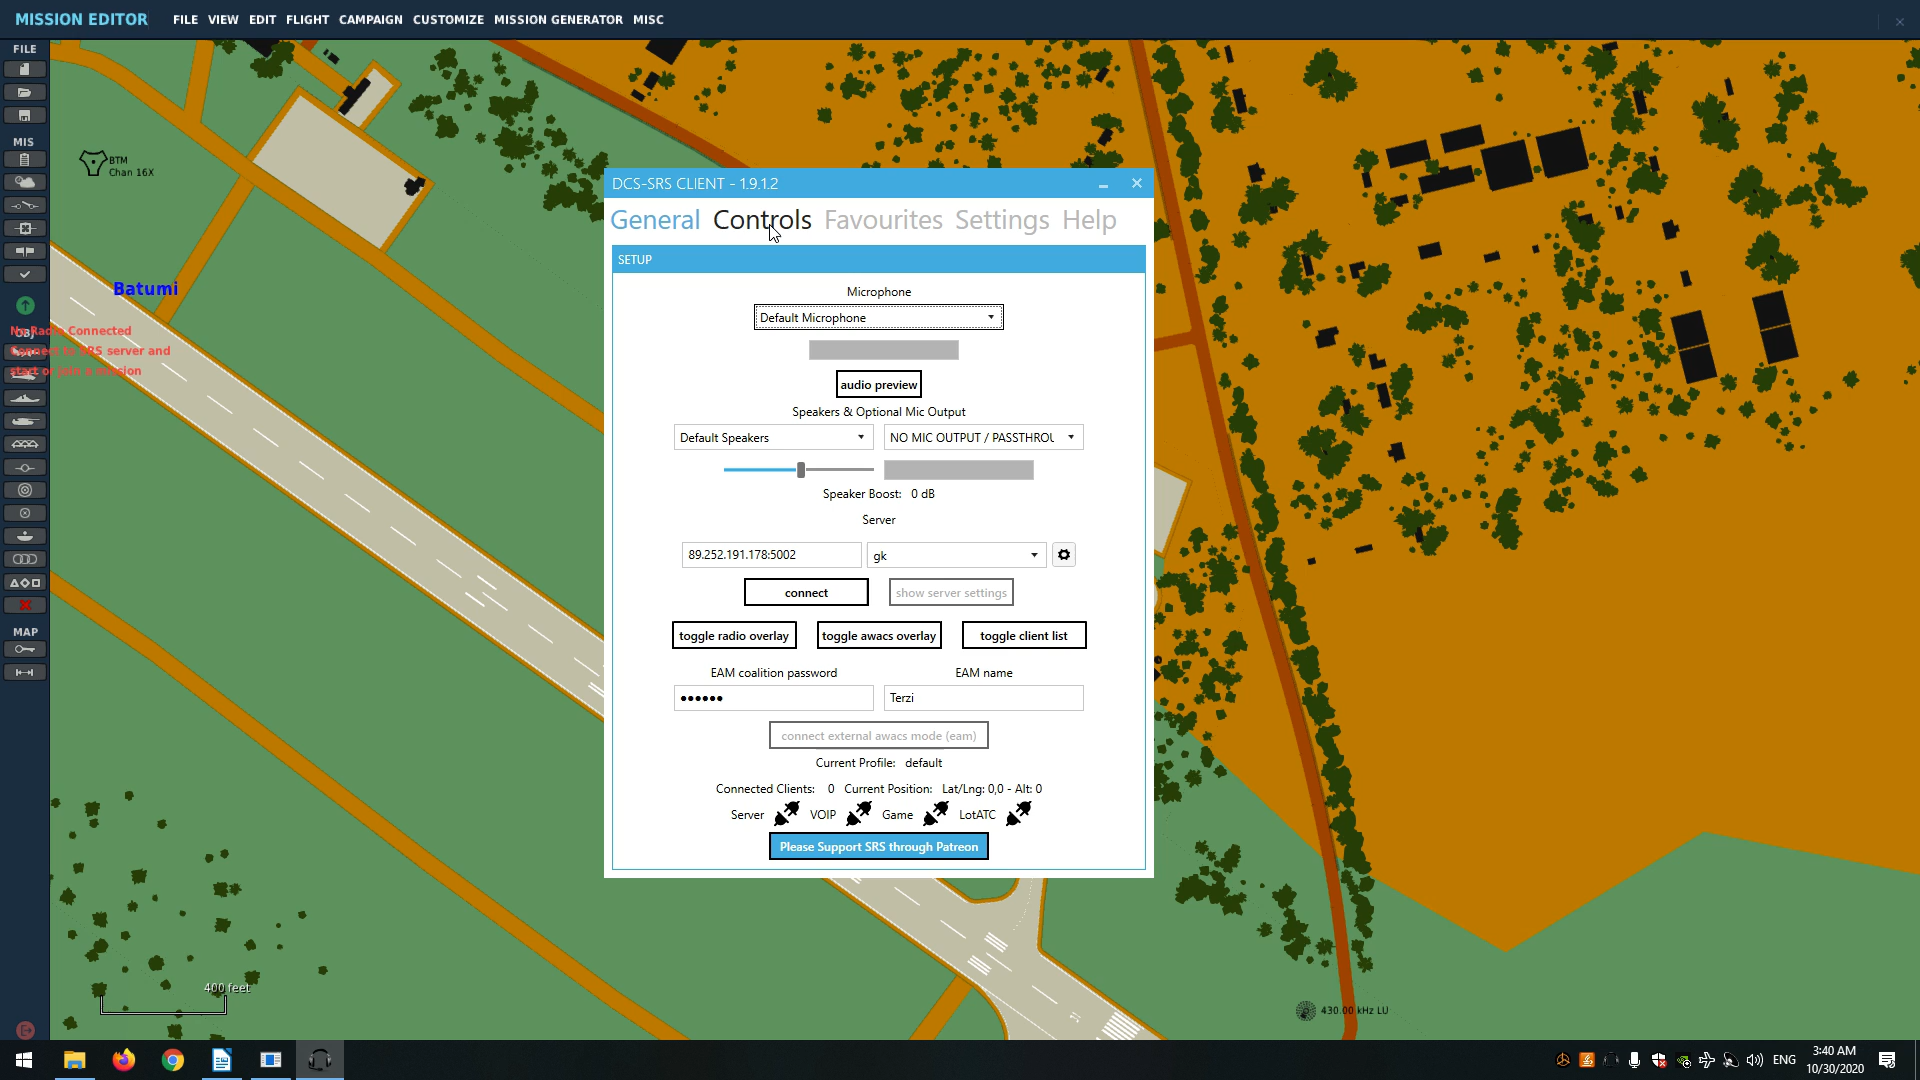 MISSION EDITOR FILE VIEW EDIT FLIGHT CAMPAIGN CUSTOMIZE MISSION GENERATOR MISC
FILE
MIS
OBJ
MAP
BTM
Chan 16X
Batumi
No Radio Connected
Connect to SRS server and
start or join a mission
400 feet
430.00 kHz LU
DCS-SRS CLIENT - 1.9.1.2
General Controls Favourites Settings Help
SETUP
Microphone
Default Microphone
audio preview
Speakers & Optional Mic Output
Default Speakers NO MIC OUTPUT / PASSTHROU
Speaker Boost: 0 dB
Server
89.252.191.178:5002 gk
connect show server settings
toggle radio overlay toggle awacs overlay toggle client list
EAM coalition password EAM name
●●●●●● Terzi
connect external awacs mode (eam)
Current Profile: default
Connected Clients: 0 Current Position: Lat/Lng: 0,0 - Alt: 0
Server VOIP Game LotATC
Please Support SRS through Patreon
ENG
3:40 AM
10/30/2020